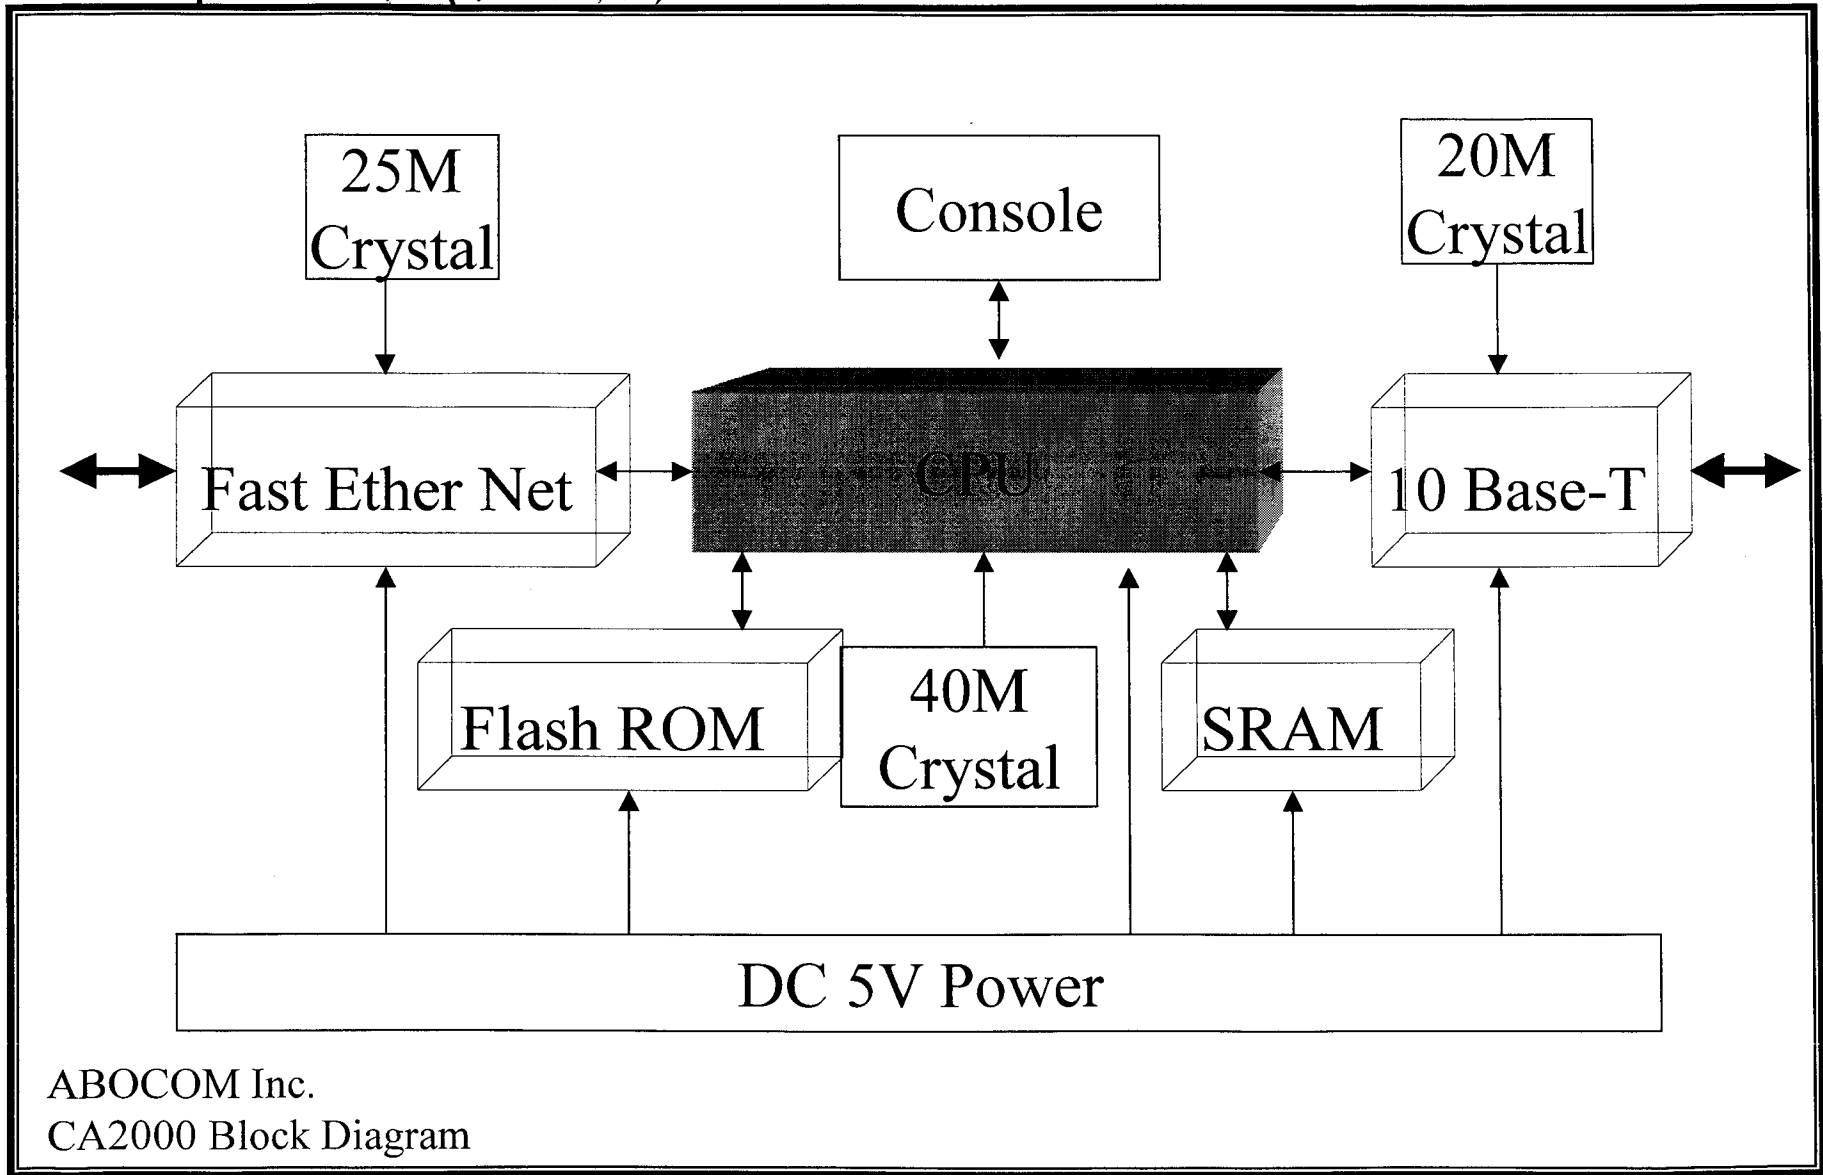 25M
Crystal
Console
20M
Crystal
Fast Ether Net
CPU
10 Base-T
Flash ROM
40M
Crystal
SRAM
DC 5V Power
ABOCOM Inc.
CA2000 Block Diagram